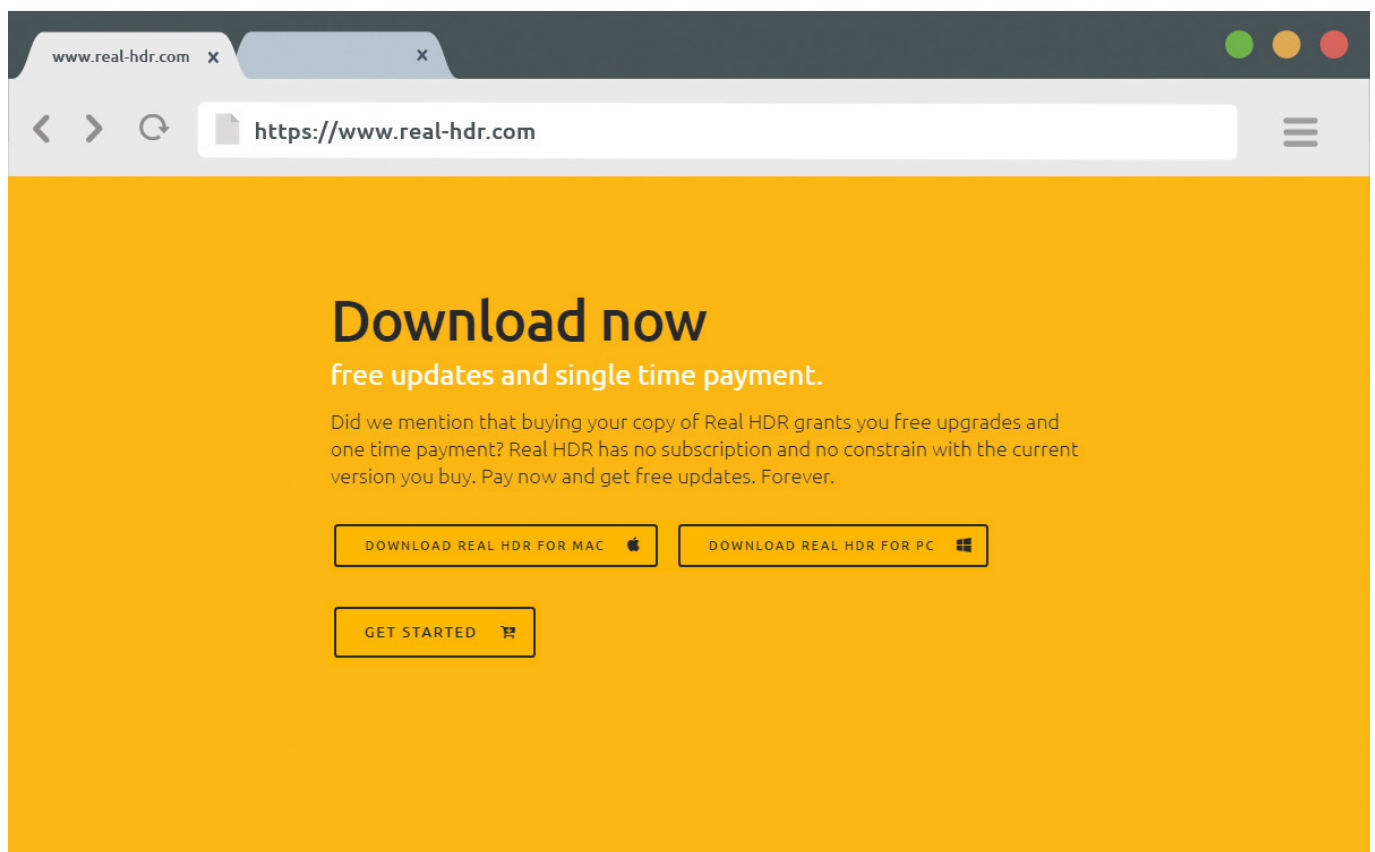 www.real-hdr.com
https://www.real-hdr.com
Download now
free updates and single time payment.
Did we mention that buying your copy of Real HDR grants you free upgrades and
one time payment? Real HDR has no subscription and no constrain with the current
version you buy. Pay now and get free updates. Forever.
DOWNLOAD REAL HDR FOR MAC DOWNLOAD REAL HDR FOR PC
GET STARTED